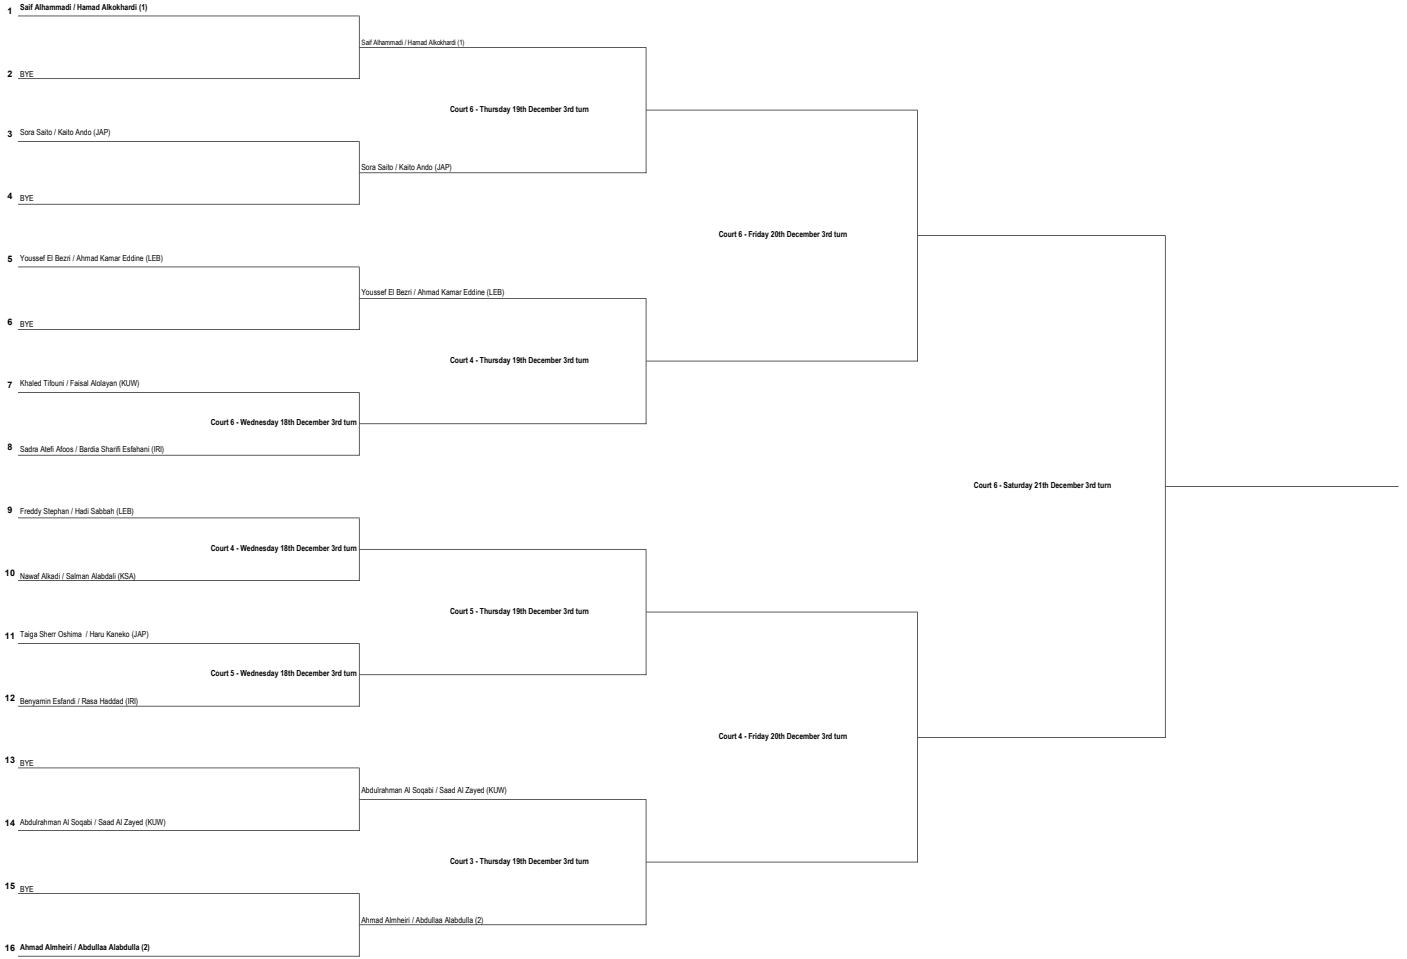 1 Saif Alhammadi / Hamad Alkokhardi (1)
Saif Alhammadi / Hamad Alkokhardi (1)
2 BYE
Court 6 - Thursday 19th December 3rd turn
3 Sora Saito / Kaito Ando (JAP)
Sora Saito / Kaito Ando (JAP)
4 BYE
Court 6 - Friday 20th December 3rd turn
5 Youssef El Bezri / Ahmad Kamar Eddine (LEB)
Youssef El Bezri / Ahmad Kamar Eddine (LEB)
6 BYE
Court 4 - Thursday 19th December 3rd turn
7 Khaled Tifouni / Faisal Alolayan (KUW)
Court 6 - Wednesday 18th December 3rd turn
8 Sadra Atefi Afoos / Bardia Sharifi Esfahani (IRI)
Court 6 - Saturday 21th December 3rd turn
9 Freddy Stephan / Hadi Sabbah (LEB)
Court 4 - Wednesday 18th December 3rd turn
10 Nawaf Alkadi / Salman Alabdali (KSA)
Court 5 - Thursday 19th December 3rd turn
11 Taiga Sherr Oshima / Haru Kaneko (JAP)
Court 5 - Wednesday 18th December 3rd turn
12 Benyamin Esfandi / Rasa Haddad (IRI)
Court 4 - Friday 20th December 3rd turn
13 BYE
Abdulrahman Al Soqabi / Saad Al Zayed (KUW)
14 Abdulrahman Al Soqabi / Saad Al Zayed (KUW)
Court 3 - Thursday 19th December 3rd turn
15 BYE
Ahmad Almheiri / Abdullaa Alabdulla (2)
16 Ahmad Almheiri / Abdullaa Alabdulla (2)